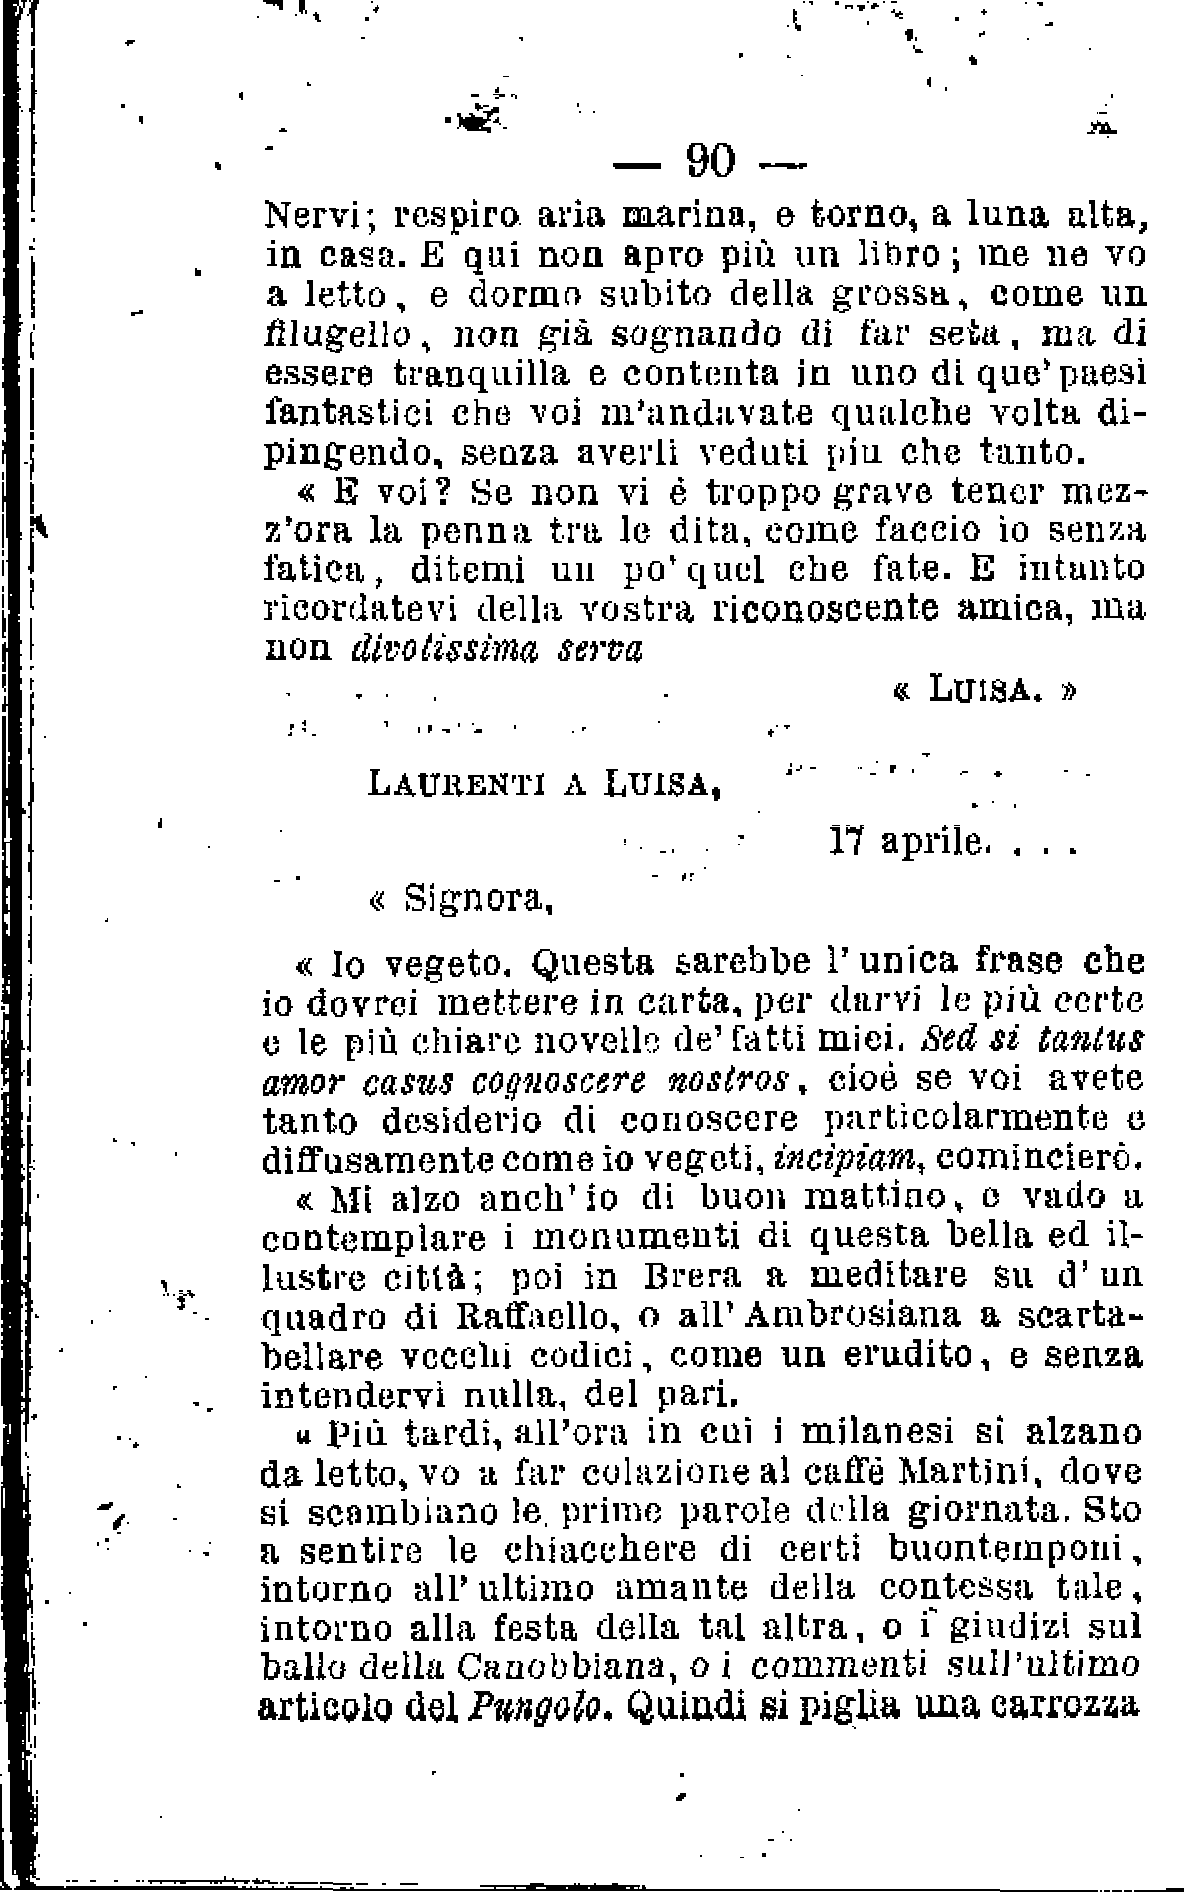 — 90 —
Nervi; respiro aria marina, e torno, a luna alta,
in casa. E qui non apro più un libro; me ne vo
a letto, e dormo subito della grossa, come un
filugello, non già sognando di far seta, ma di
essere tranquilla e contenta in uno di que' paesi
fantastici che voi m'andavate qualche volta di-
pingendo, senza averli veduti piu che tanto.
« E voi? Se non vi è troppo grave tener mez-
z'ora la penna tra le dita, come faccio io senza
fatica, ditemi un po' quel che fate. E intanto
ricordatevi della vostra riconoscente amica, ma
non divotissima serva
« LUISA. »
LAURENTI A LUISA,
17 aprile. . . .
« Signora,
« Io vegeto. Questa sarebbe l'unica frase che
io dovrei mettere in carta, per darvi le più certe
e le più chiare novelle de' fatti miei. Sed si tantus
amor casus cognoscere nostros, cioè se voi avete
tanto desiderio di conoscere particolarmente e
diffusamente come io vegeti, incipiam, comincierò.
« Mi alzo anch'io di buon mattino, e vado a
contemplare i monumenti di questa bella ed il-
lustre città; poi in Brera a meditare su d'un
quadro di Raffaello, o all'Ambrosiana a scarta-
bellare vecchi codici, come un erudito, e senza
intendervi nulla, del pari.
« Più tardi, all'ora in cui i milanesi si alzano
da letto, vo a far colazione al caffè Martini, dove
si scambiano le prime parole della giornata. Sto
a sentire le chiacchere di certi buontemponi,
intorno all'ultimo amante della contessa tale,
intorno alla festa della tal altra, o i giudizi sul
ballo della Canobbiana, o i commenti sull'ultimo
articolo del Pungolo. Quindi si piglia una carrozza